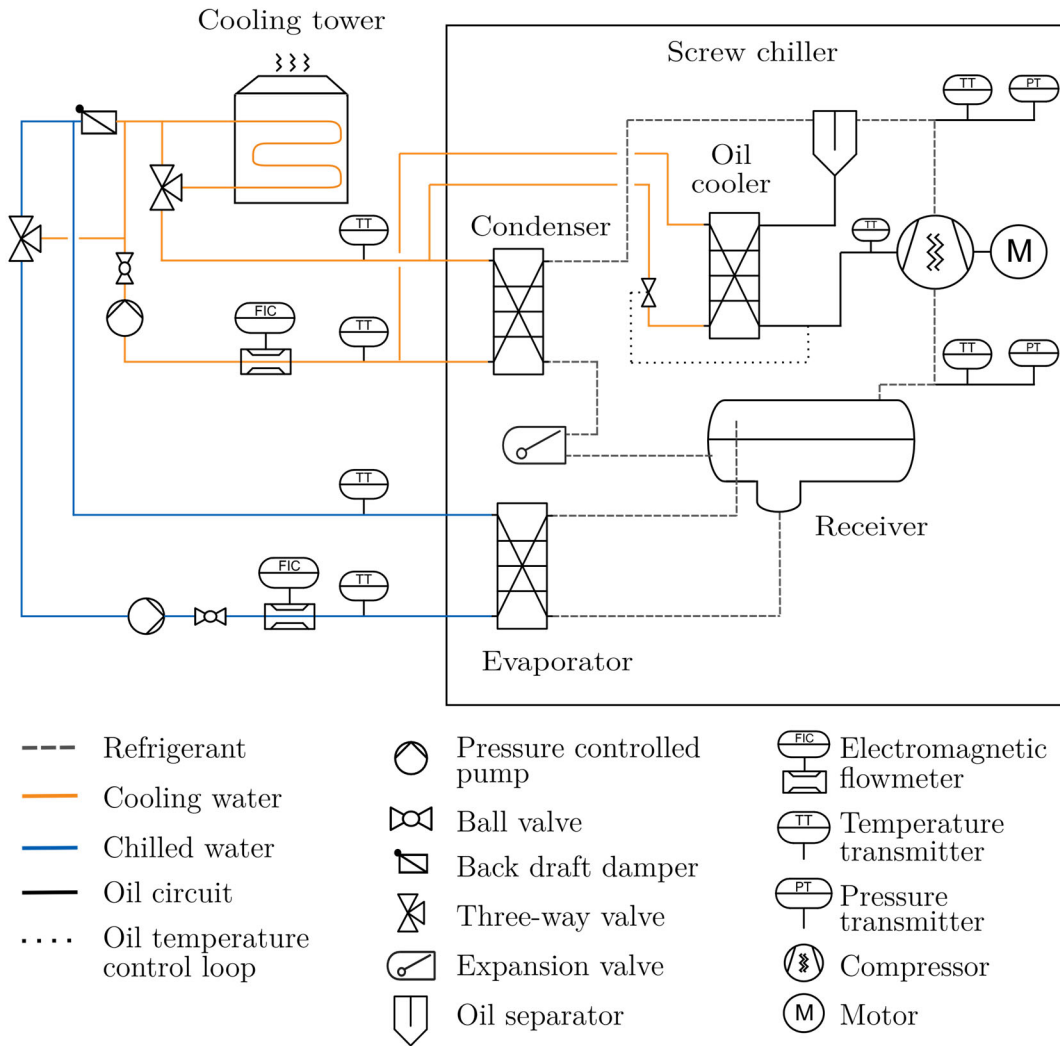 Cooling tower
Screw chiller
TT
PT
Oil
cooler
TT
TT
Condenser
M
FIC
TT
TT
PT
TT
Receiver
FIC
TT
Evaporator
Refrigerant
Cooling water
Chilled water
Oil circuit
Oil temperature
control loop
Pressure controlled
pump
Ball valve
Back draft damper
Three-way valve
Expansion valve
Oil separator
FIC
Electromagnetic
flowmeter
TT
Temperature
transmitter
PT
Pressure
transmitter
Compressor
M
Motor